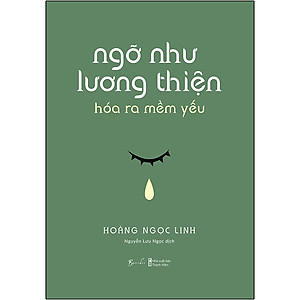 ngỡ như
lương thiện
hóa ra mềm yếu
HOÀNG NGỌC LINH
Nguyễn Lưu Ngọc dịch